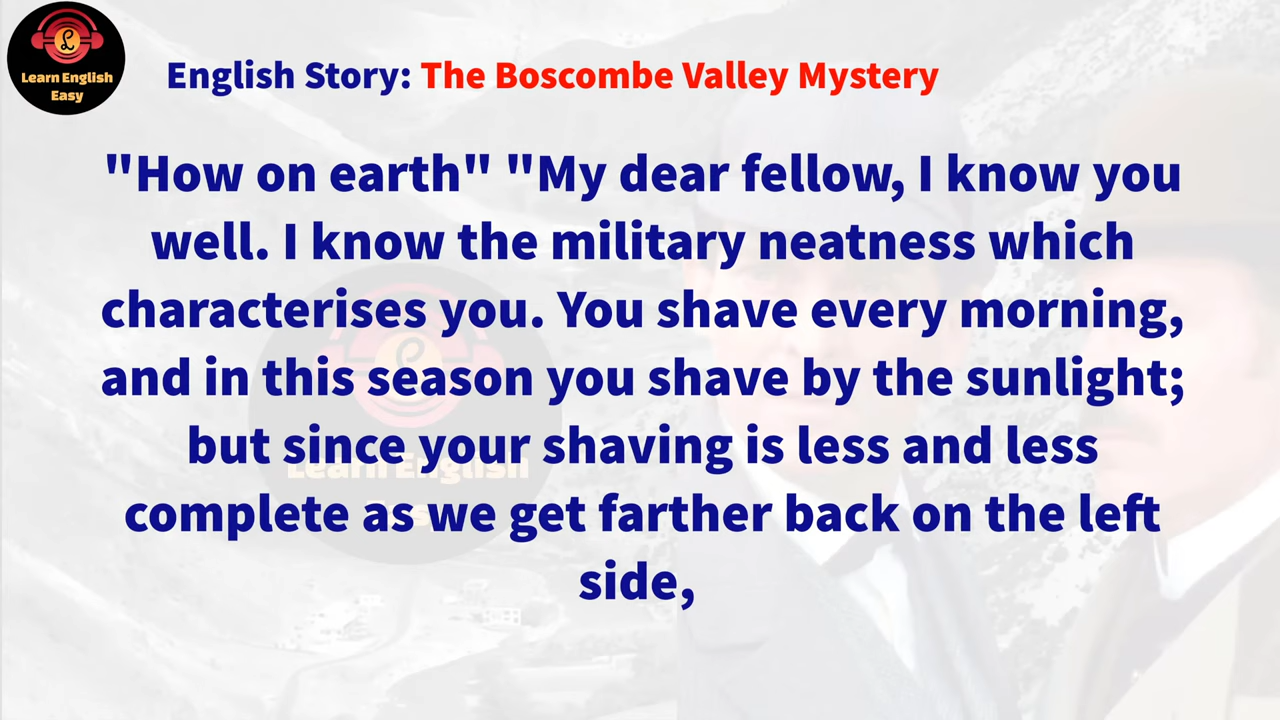 Learn English
Easy
English Story: The Boscombe Valley Mystery
"How on earth" "My dear fellow, I know you
well. I know the military neatness which
characterises you. You shave every morning,
and in this season you shave by the sunlight;
but since your shaving is less and less
complete as we get farther back on the left
side,
Learn English